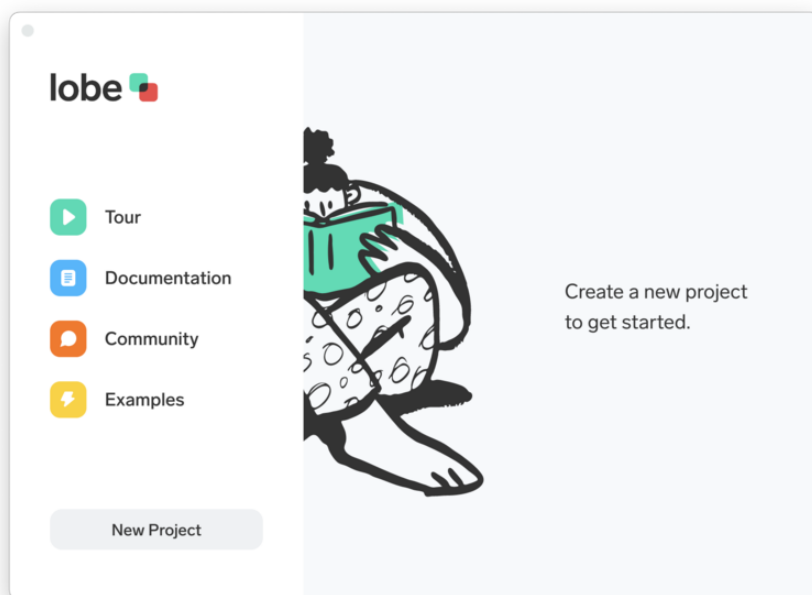 lobe
Tour
Documentation
Community
Examples
New Project
Create a new project
to get started.